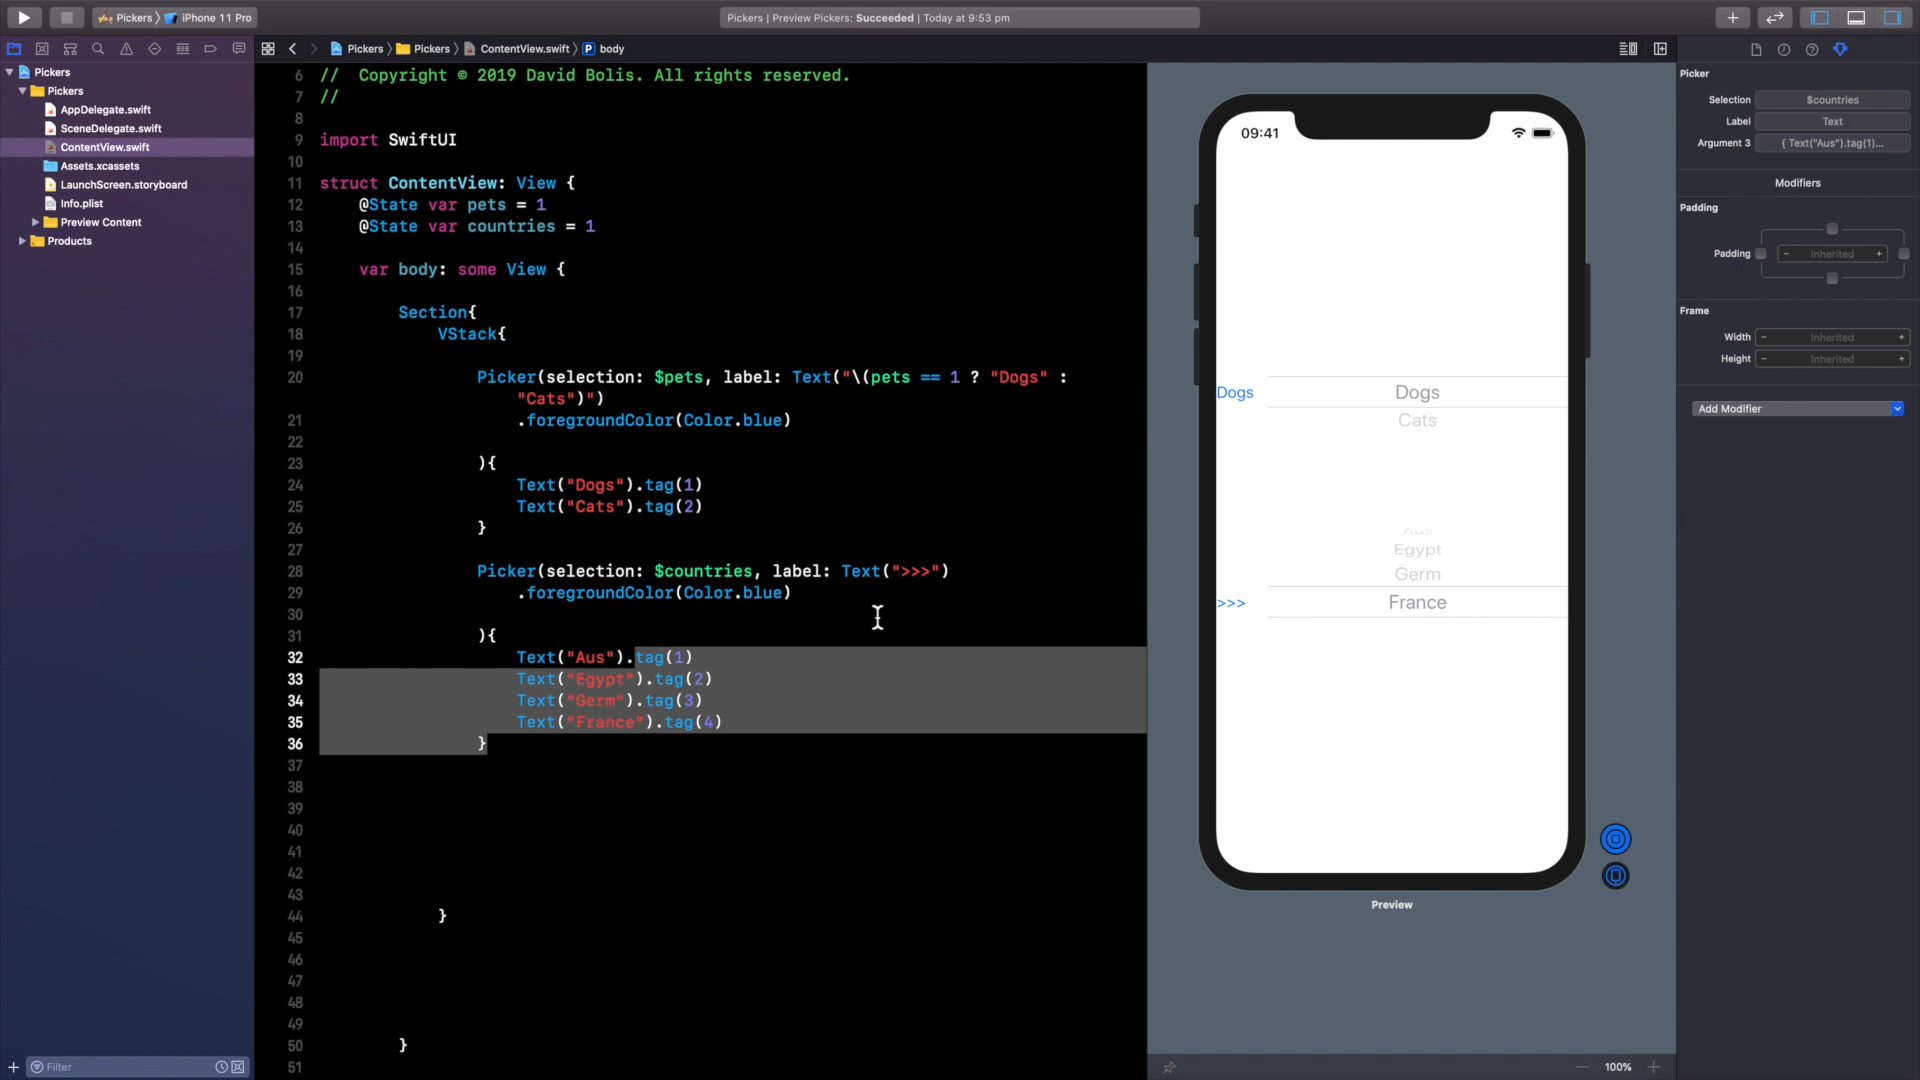 Pickers
iPhone 11 Pro
Pickers | Preview Pickers: Succeeded | Today at 9:53 pm
Pickers
Pickers
ContentView.swift
P
body
Pickers
Pickers
AppDelegate.swift
SceneDelegate.swift
ContentView.swift
Assets.xcassets
LaunchScreen.storyboard
Info.plist
Preview Content
Products
Filter
6 // Copyright © 2019 David Bolis. All rights reserved.
7 //
8
9 import SwiftUI
10
11 struct ContentView: View {
12 @State var pets = 1
13 @State var countries = 1
14
15 var body: some View {
16
17 Section{
18 VStack{
19
20 Picker(selection: $pets, label: Text("\(pets == 1 ? "Dogs" :
"Cats")")
21 .foregroundColor(Color.blue)
22
23 ){
24 Text("Dogs").tag(1)
25 Text("Cats").tag(2)
26 }
27
28 Picker(selection: $countries, label: Text(">>>")
29 .foregroundColor(Color.blue)
30
31 ){
32 Text("Aus").tag(1)
33 Text("Egypt").tag(2)
34 Text("Germ").tag(3)
35 Text("France").tag(4)
36 }
37
38
39
40
41
42
43
44 }
45
46
47
48
49
50 }
51
09:41
Dogs Dogs
Cats
Aus
Egypt
Germ
>>> France
Preview
100%
Picker
Selection $countries
Label Text
Argument 3 { Text("Aus").tag(1)...
Modifiers
Padding
Padding - Inherited +
Frame
Width - Inherited +
Height - Inherited +
Add Modifier